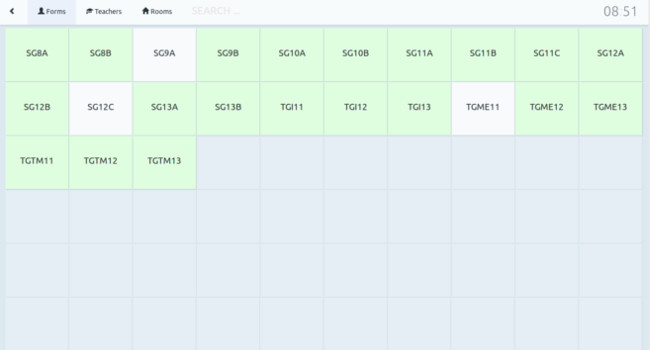 Forms Teachers Rooms SEARCH ... 08 51
SG8A SG8B SG9A SG9B SG10A SG10B SG11A SG11B SG11C SG12A
SG12B SG12C SG13A SG13B TGI11 TGI12 TGI13 TGME11 TGME12 TGME13
TGTM11 TGTM12 TGTM13